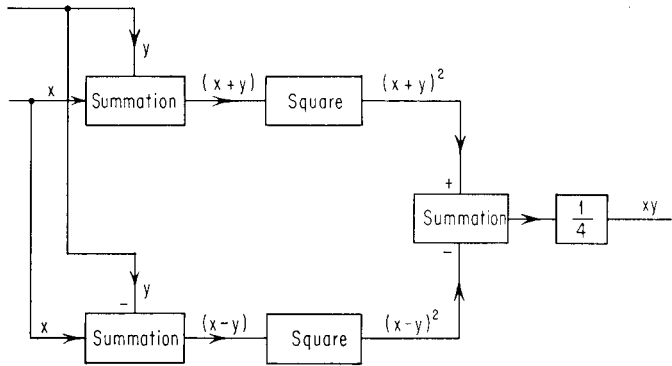 y
x
Summation
(x+y)
Square
(x+y)²
+
Summation
1/4
xy
-
-
y
x
Summation
(x-y)
Square
(x-y)²